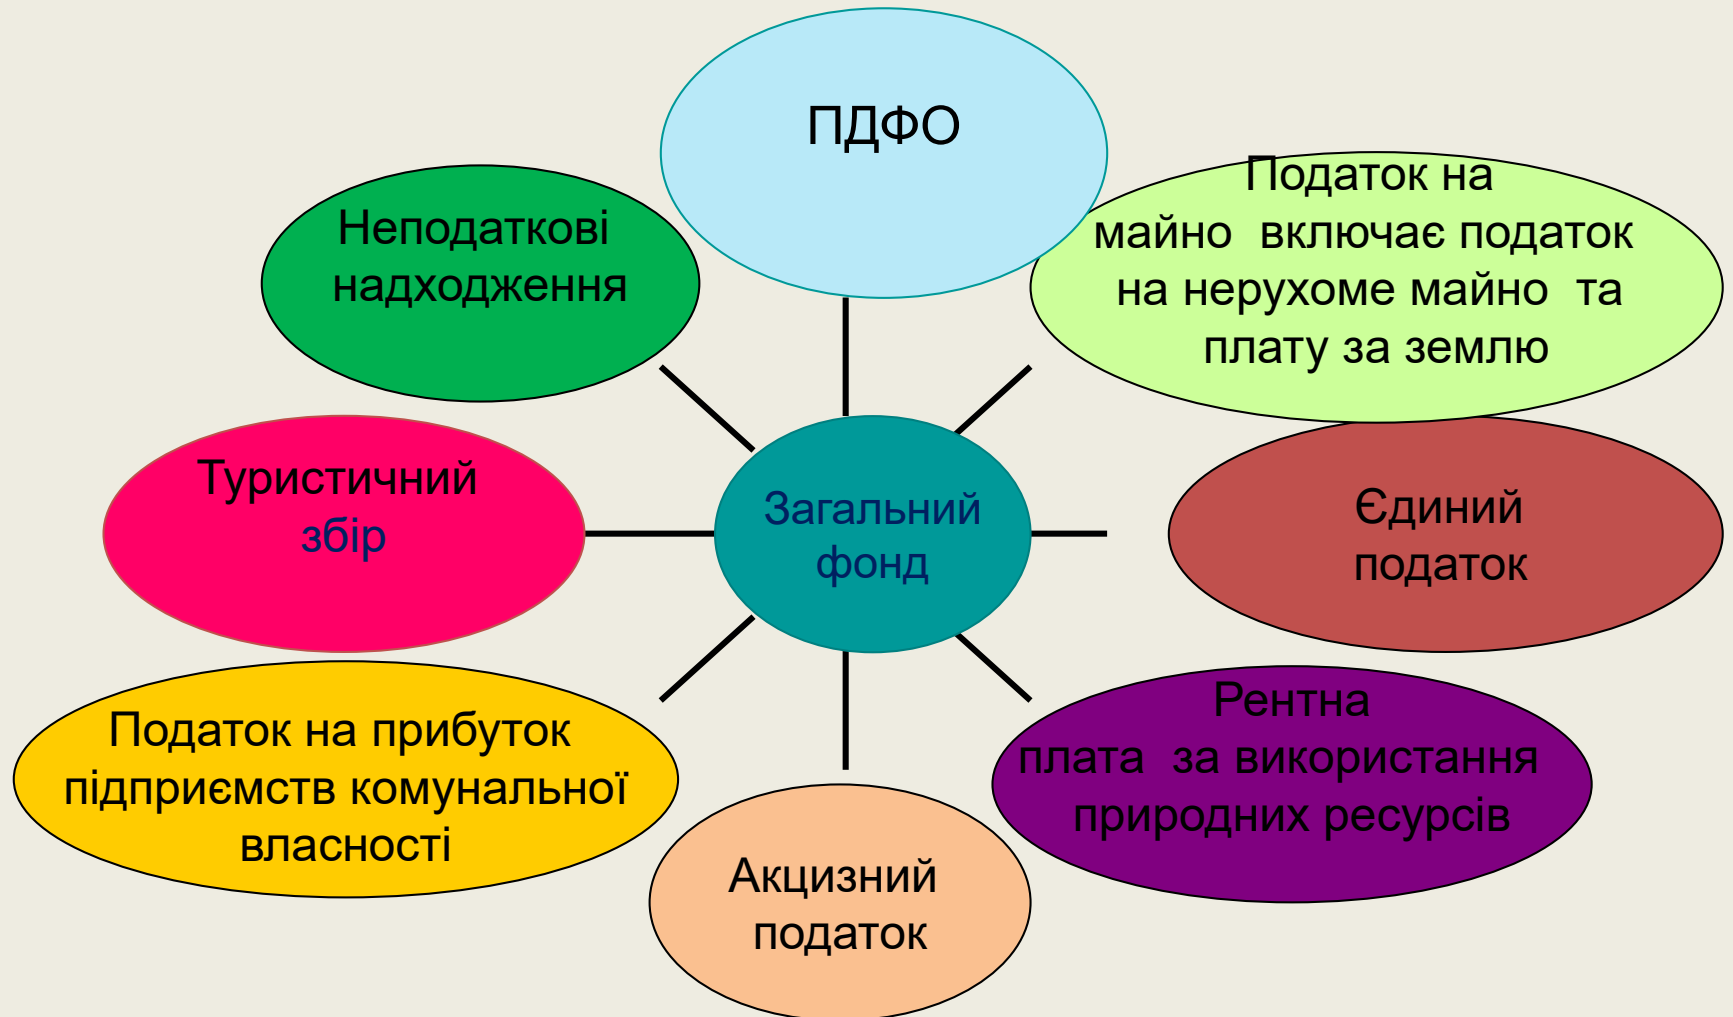 ПДФО
Податок на
майно включає податок
на нерухоме майно та
плату за землю
Неподаткові
надходження
Туристичний
збір
Загальний
фонд
Єдиний
податок
Рентна
плата за використання
природних ресурсів
Податок на прибуток
підприємств комунальної
власності
Акцизний
податок